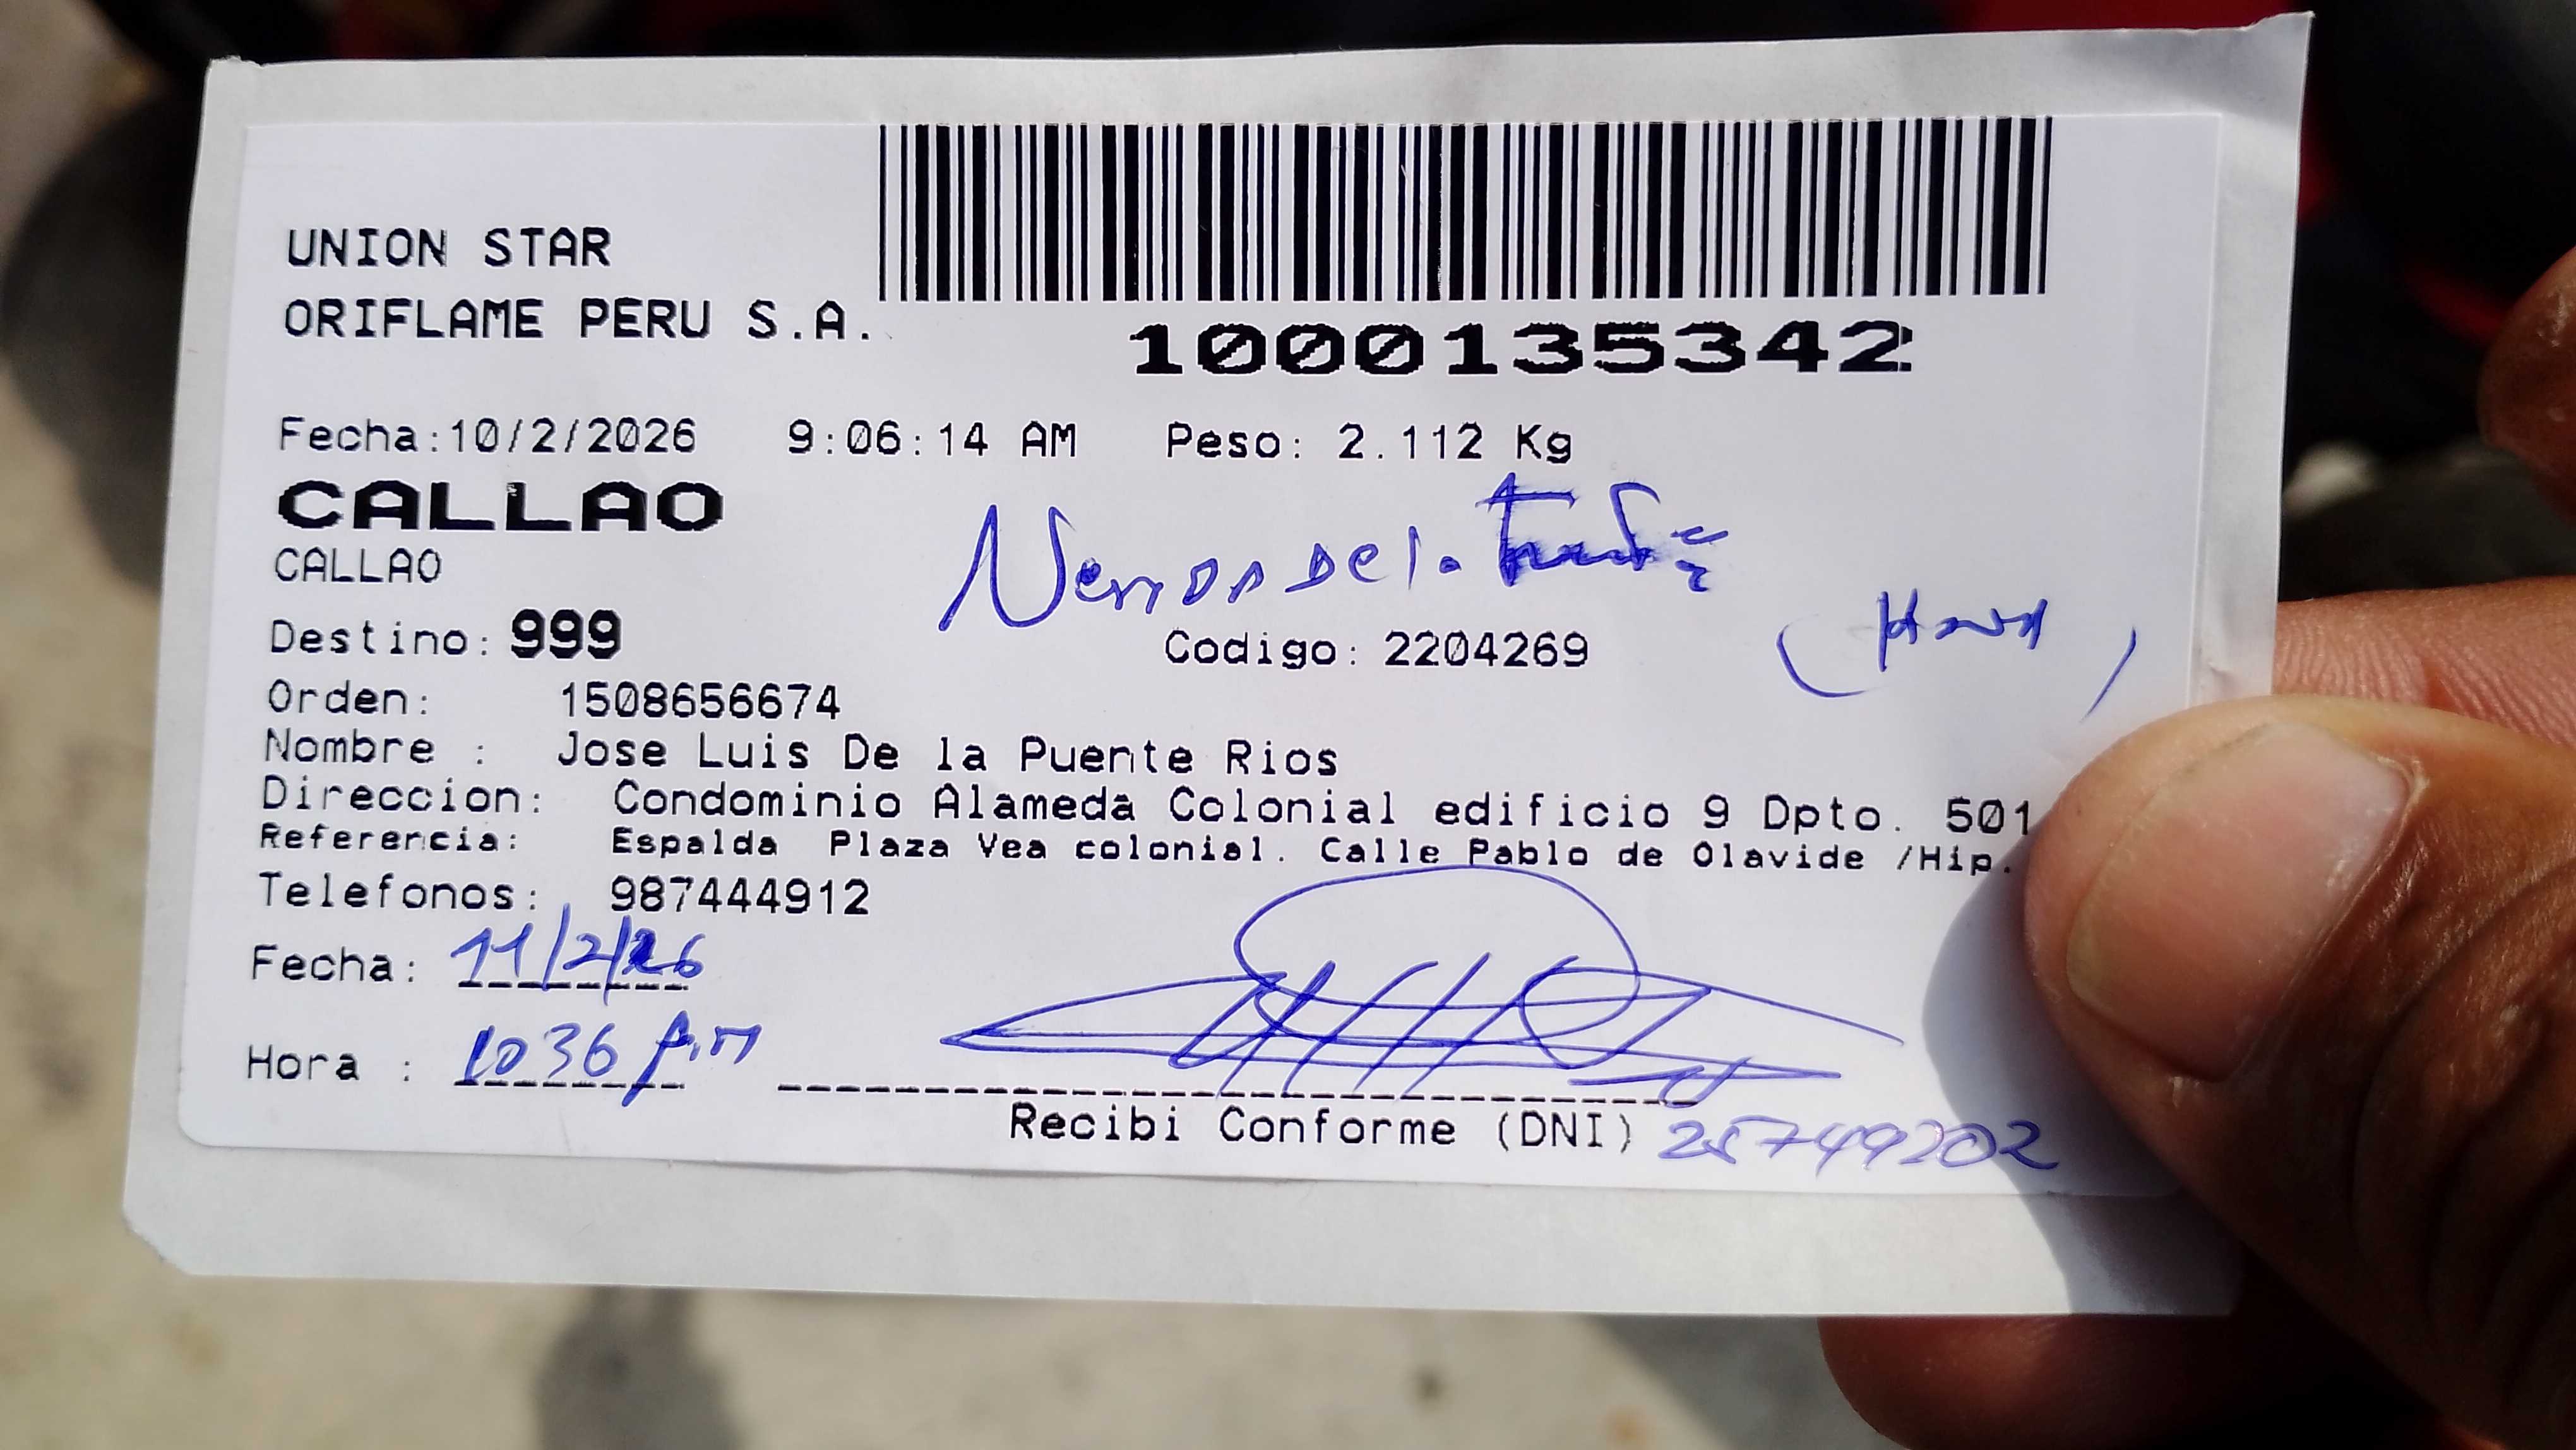 UNION STAR
ORIFLAME PERU S.A.
1000135342
Fecha:10/2/2026 9:06:14 AM Peso: 2.112 Kg
CALLAO
CALLAO
De la
Destino: 999 Codigo: 2204269
Orden: 1508656674
Nombre : Jose Luis De la Puente Rios
Direccion: Condominio Alameda Colonial edificio 9 Dpto. 501
Referencia: Espalda Plaza Vea colonial. Calle Pablo de Olavide /Hip.
Telefonos: 987444912
Fecha: 11/2/26
Hora : 1036
Recibi Conforme (DNI) 25749202